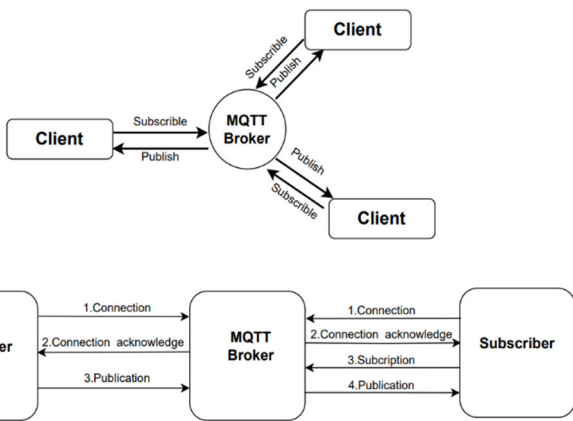 Client
Subscrible
Publish
MQTT
Broker
Subscrible
Publish
Client
Publish
Subscrible
Client
1.Connection
2.Connection acknowledge
3.Publication
MQTT
Broker
1.Connection
2.Connection acknowledge
3.Subcription
4.Publication
Subscriber